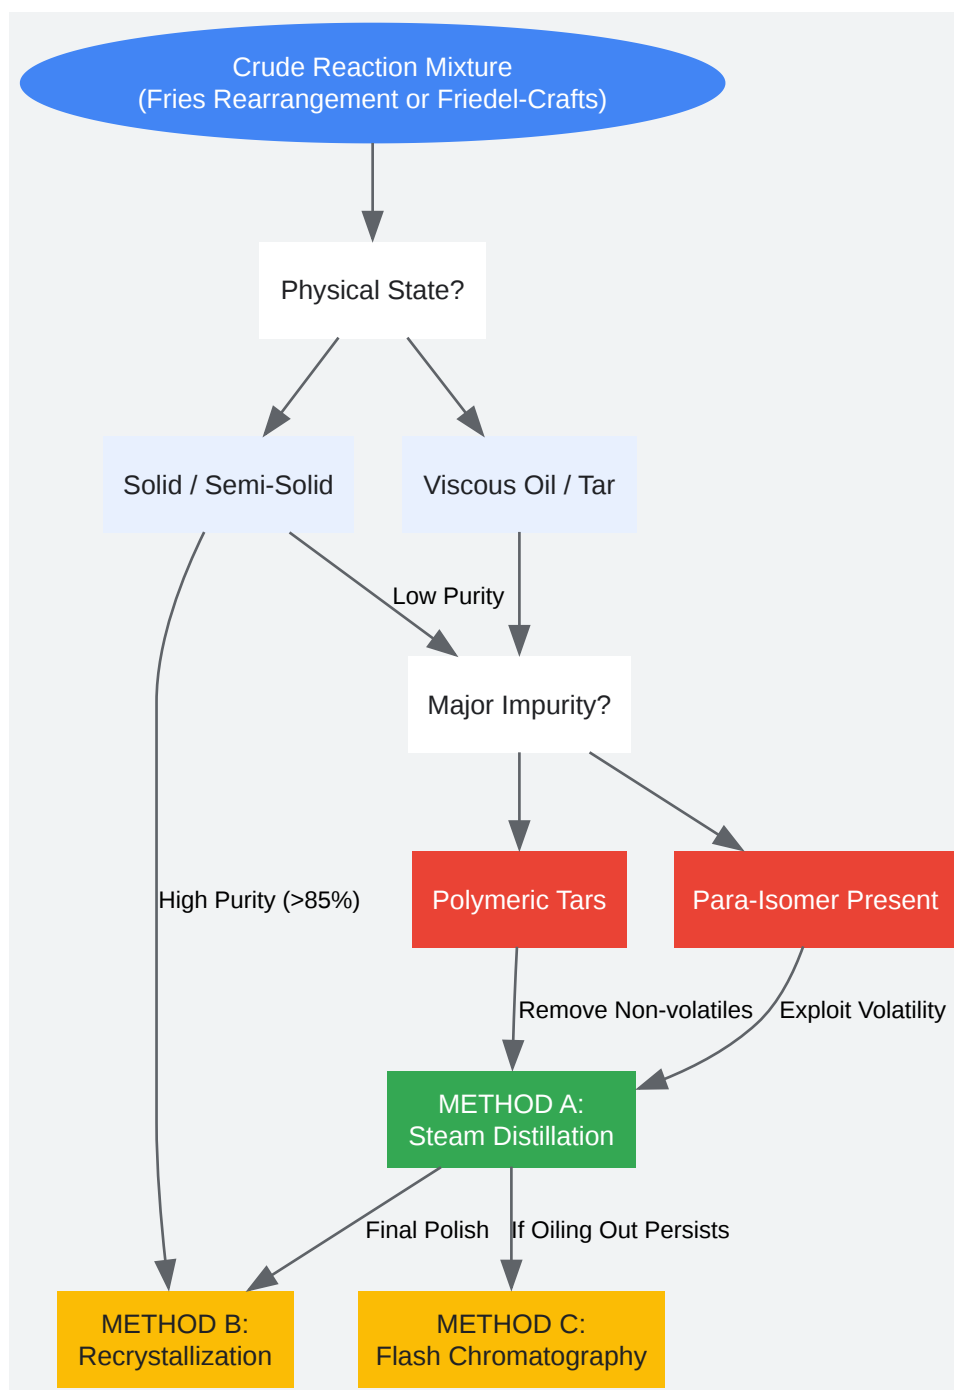 Crude Reaction Mixture
(Fries Rearrangement or Friedel-Crafts)
Physical State?
Solid / Semi-Solid
Viscous Oil / Tar
Low Purity
Major Impurity?
High Purity (>85%)
Polymeric Tars
Para-Isomer Present
Remove Non-volatiles
Exploit Volatility
METHOD A:
Steam Distillation
Final Polish
If Oiling Out Persists
METHOD B:
Recrystallization
METHOD C:
Flash Chromatography